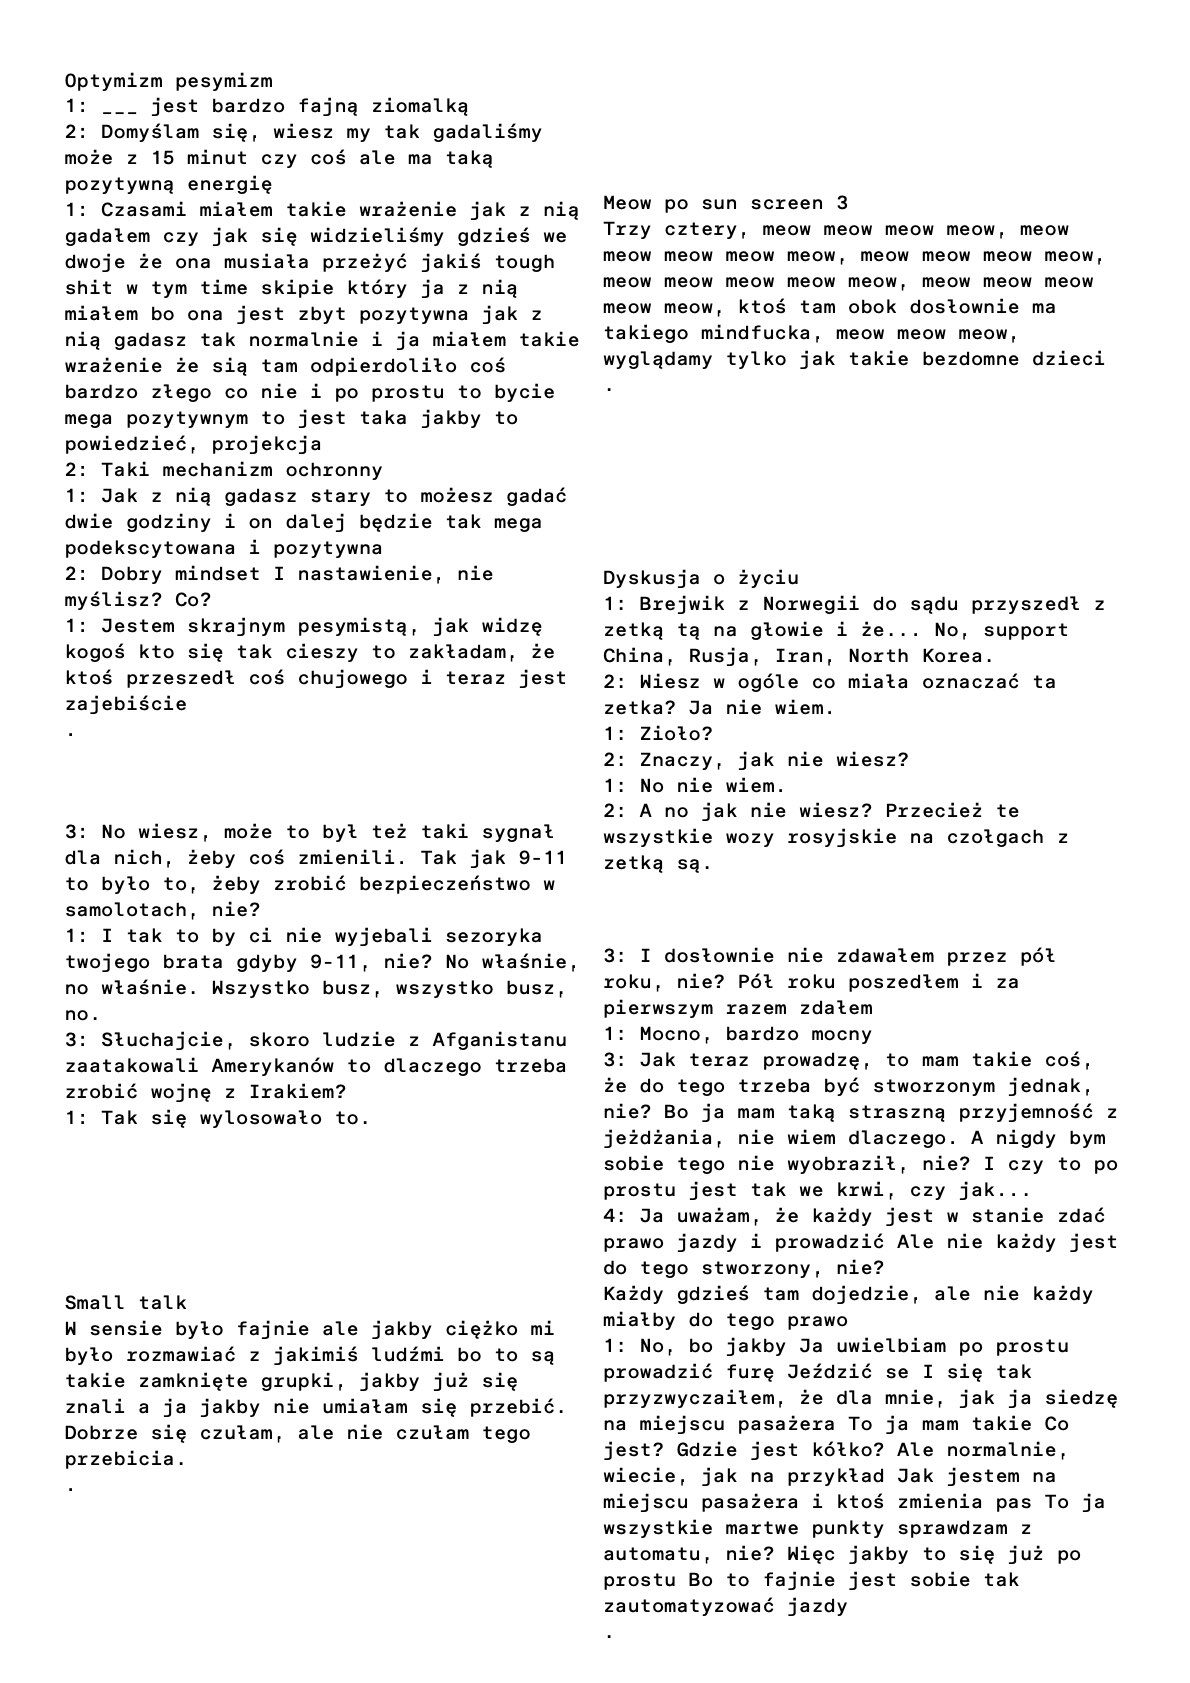 Optymizm pesymizm
1: ___ jest bardzo fajną ziomalką
2: Domyślam się, wiesz my tak gadaliśmy
może z 15 minut czy coś ale ma taką
pozytywną energię
1: Czasami miałem takie wrażenie jak z nią
gadałem czy jak się widzieliśmy gdzieś we
dwoje że ona musiała przeżyć jakiś tough
shit w tym time skipie który ja z nią
miałem bo ona jest zbyt pozytywna jak z
nią gadasz tak normalnie i ja miałem takie
wrażenie że sią tam odpierdoliło coś
bardzo złego co nie i po prostu to bycie
mega pozytywnym to jest taka jakby to
powiedzieć, projekcja
2: Taki mechanizm ochronny
1: Jak z nią gadasz stary to możesz gadać
dwie godziny i on dalej będzie tak mega
podekscytowana i pozytywna
2: Dobry mindset I nastawienie, nie
myślisz? Co?
1: Jestem skrajnym pesymistą, jak widzę
kogoś kto się tak cieszy to zakładam, że
ktoś przeszedł coś chujowego i teraz jest
zajebiście
.
3: No wiesz, może to był też taki sygnał
dla nich, żeby coś zmienili. Tak jak 9-11
to było to, żeby zrobić bezpieczeństwo w
samolotach, nie?
1: I tak to by ci nie wyjebali sezoryka
twojego brata gdyby 9-11, nie? No właśnie,
no właśnie. Wszystko busz, wszystko busz,
no.
3: Słuchajcie, skoro ludzie z Afganistanu
zaatakowali Amerykanów to dlaczego trzeba
zrobić wojnę z Irakiem?
1: Tak się wylosowało to.
Small talk
W sensie było fajnie ale jakby ciężko mi
było rozmawiać z jakimiś ludźmi bo to są
takie zamknięte grupki, jakby już się
znali a ja jakby nie umiałam się przebić.
Dobrze się czułam, ale nie czułam tego
przebicia.
.
Meow po sun screen 3
Trzy cztery, meow meow meow meow, meow
meow meow meow meow, meow meow meow meow,
meow meow meow meow meow, meow meow meow
meow meow, ktoś tam obok dosłownie ma
takiego mindfucka, meow meow meow,
wyglądamy tylko jak takie bezdomne dzieci
.
Dyskusja o życiu
1: Brejwik z Norwegii do sądu przyszedł z
zetką tą na głowie i że... No, support
China, Rusja, Iran, North Korea.
2: Wiesz w ogóle co miała oznaczać ta
zetka? Ja nie wiem.
1: Zioło?
2: Znaczy, jak nie wiesz?
1: No nie wiem.
2: A no jak nie wiesz? Przecież te
wszystkie wozy rosyjskie na czołgach z
zetką są.
3: I dosłownie nie zdawałem przez pół
roku, nie? Pół roku poszedłem i za
pierwszym razem zdałem
1: Mocno, bardzo mocny
3: Jak teraz prowadzę, to mam takie coś,
że do tego trzeba być stworzonym jednak,
nie? Bo ja mam taką straszną przyjemność z
jeżdżania, nie wiem dlaczego. A nigdy bym
sobie tego nie wyobraził, nie? I czy to po
prostu jest tak we krwi, czy jak...
4: Ja uważam, że każdy jest w stanie zdać
prawo jazdy i prowadzić Ale nie każdy jest
do tego stworzony, nie?
Każdy gdzieś tam dojedzie, ale nie każdy
miałby do tego prawo
1: No, bo jakby Ja uwielbiam po prostu
prowadzić furę Jeździć se I się tak
przyzwyczaiłem, że dla mnie, jak ja siedzę
na miejscu pasażera To ja mam takie Co
jest? Gdzie jest kółko? Ale normalnie,
wiecie, jak na przykład Jak jestem na
miejscu pasażera i ktoś zmienia pas To ja
wszystkie martwe punkty sprawdzam z
automatu, nie? Więc jakby to się już po
prostu Bo to fajnie jest sobie tak
zautomatyzować jazdy
.